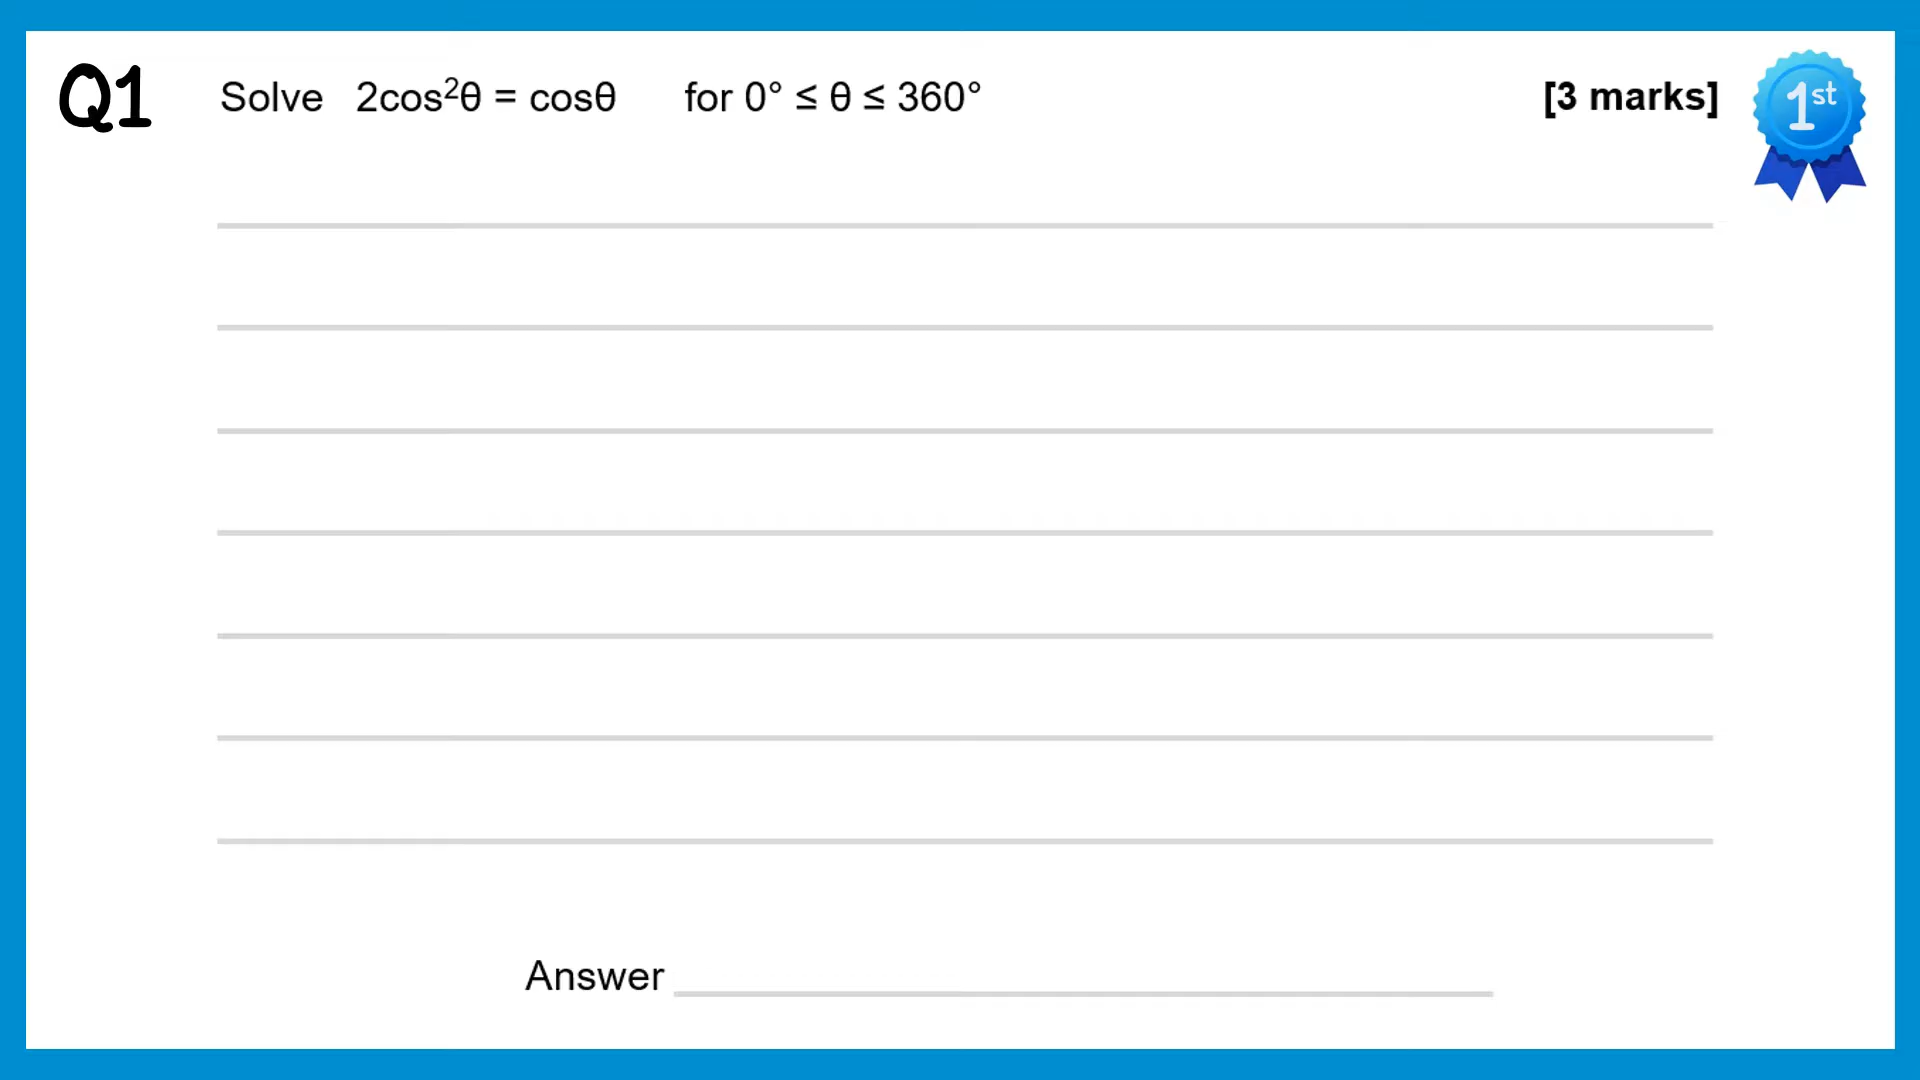 Q1 Solve 2cos²θ = cosθ for 0° ≤ θ ≤ 360° [3 marks] 1st
Answer